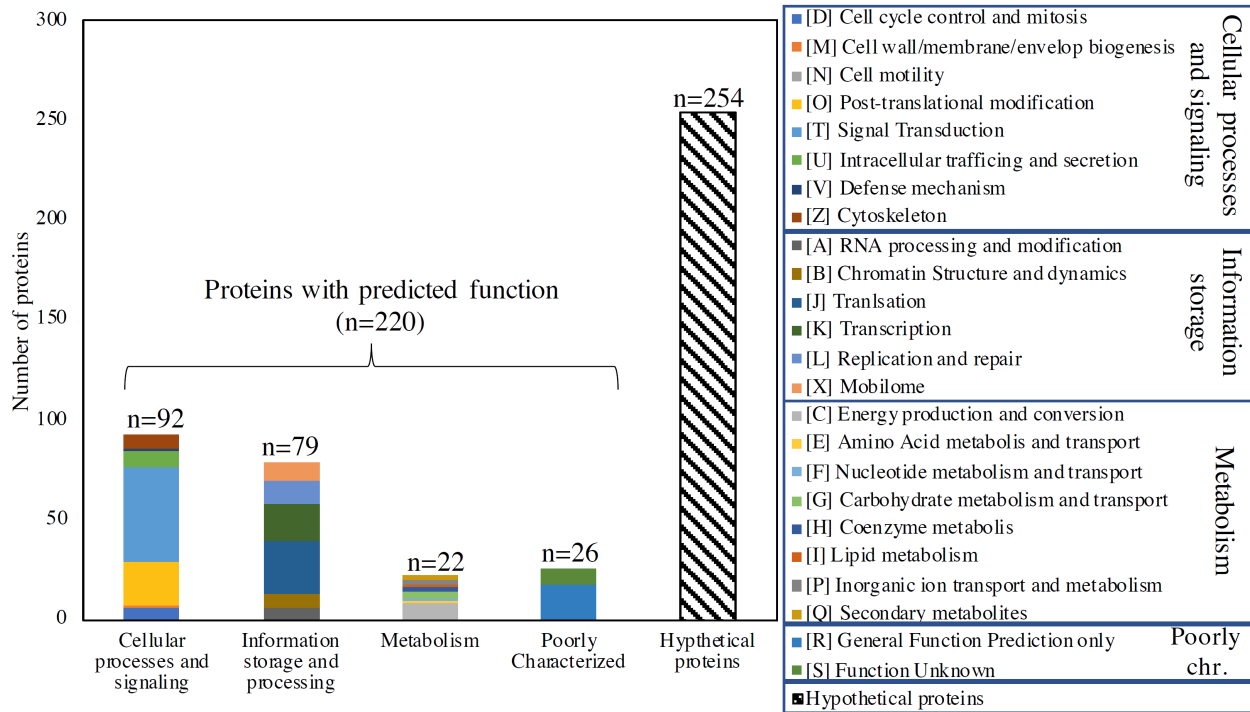 300
250
200
150
100
50
0
Number of proteins
Proteins with predicted function
(n=220)
n=92
n=79
n=22
n=26
n=254
Cellular
processes and
signaling
Information
storage and
processing
Metabolism
Poorly
Characterized
Hypthetical
proteins
[D] Cell cycle control and mitosis
[M] Cell wall/membrane/envelop biogenesis
[N] Cell motility
[O] Post-translational modification
[T] Signal Transduction
[U] Intracellular trafficing and secretion
[V] Defense mechanism
[Z] Cytoskeleton
Cellular processes
and signaling
[A] RNA processing and modification
[B] Chromatin Structure and dynamics
[J] Tranlsation
[K] Transcription
[L] Replication and repair
[X] Mobilome
Information
storage
[C] Energy production and conversion
[E] Amino Acid metabolis and transport
[F] Nucleotide metabolism and transport
[G] Carbohydrate metabolism and transport
[H] Coenzyme metabolis
[I] Lipid metabolism
[P] Inorganic ion transport and metabolism
[Q] Secondary metabolites
Metabolism
[R] General Function Prediction only
[S] Function Unknown
Poorly
chr.
Hypothetical proteins